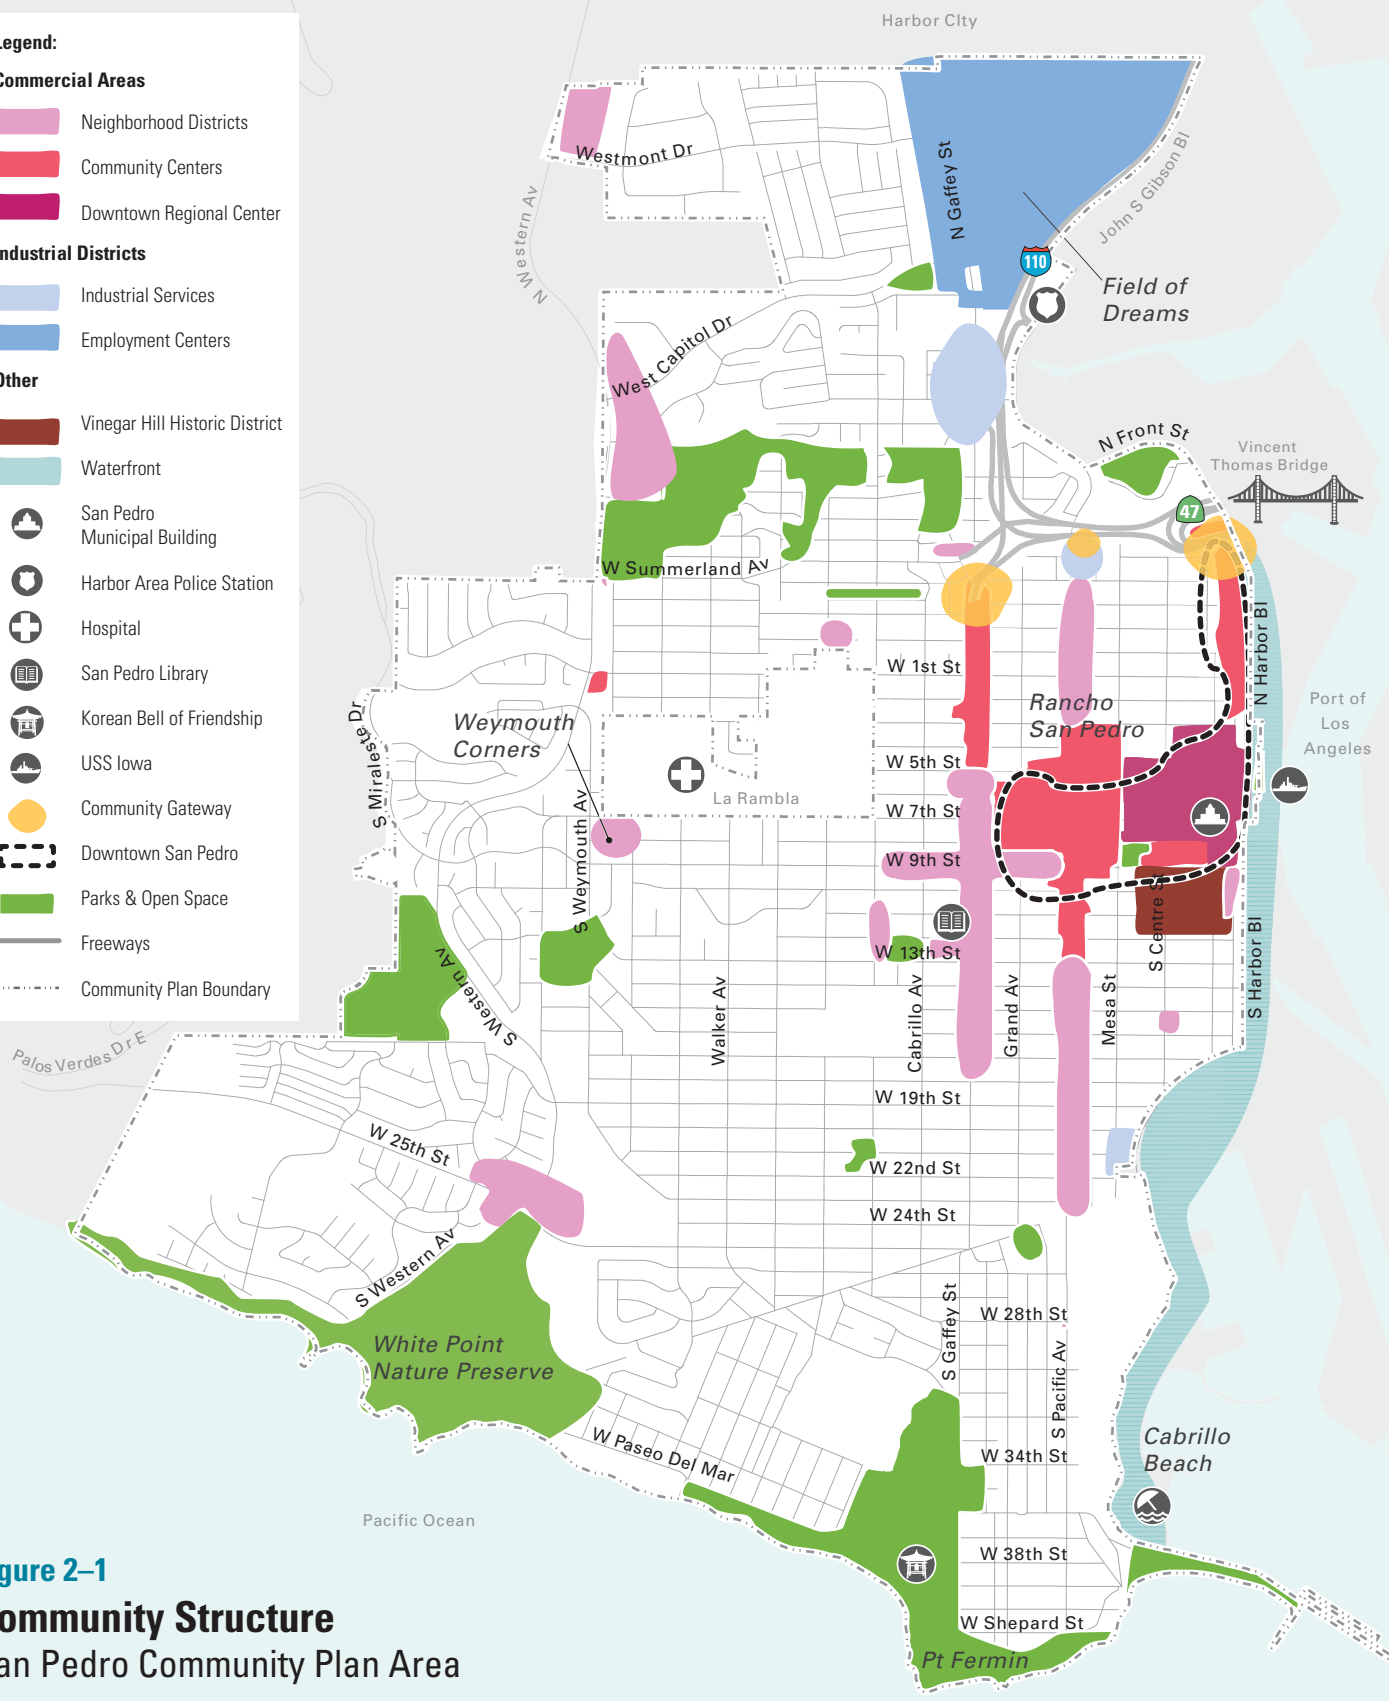 Legend:
Commercial Areas
Neighborhood Districts
Community Centers
Downtown Regional Center
Industrial Districts
Industrial Services
Employment Centers
Other
Vinegar Hill Historic District
Waterfront
San Pedro
Municipal Building
Harbor Area Police Station
Hospital
San Pedro Library
Korean Bell of Friendship
USS Iowa
Community Gateway
Downtown San Pedro
Parks & Open Space
Freeways
Community Plan Boundary
Harbor CIty
Westmont Dr
N Western Av
N Gaffey St
John S Gibson Bl
110
Field of
Dreams
West Capitol Dr
N Front St
Vincent
Thomas Bridge
47
W Summerland Av
N Harbor Bl
W 1st St
Rancho
San Pedro
Port of
Los
Angeles
S Miraleste Dr
Weymouth
Corners
W 5th St
La Rambla
W 7th St
S Weymouth Av
W 9th St
S Centre St
W 13th St
S Harbor Bl
S Western Av
Walker Av
Cabrillo Av
Grand Av
Mesa St
Palos Verdes Dr E
W 19th St
W 25th St
W 22nd St
W 24th St
S Western Av
S Gaffey St
W 28th St
White Point
Nature Preserve
S Pacific Av
W Paseo Del Mar
W 34th St
Cabrillo
Beach
Pacific Ocean
W 38th St
W Shepard St
Pt Fermin
gure 2–1
ommunity Structure
an Pedro Community Plan Area